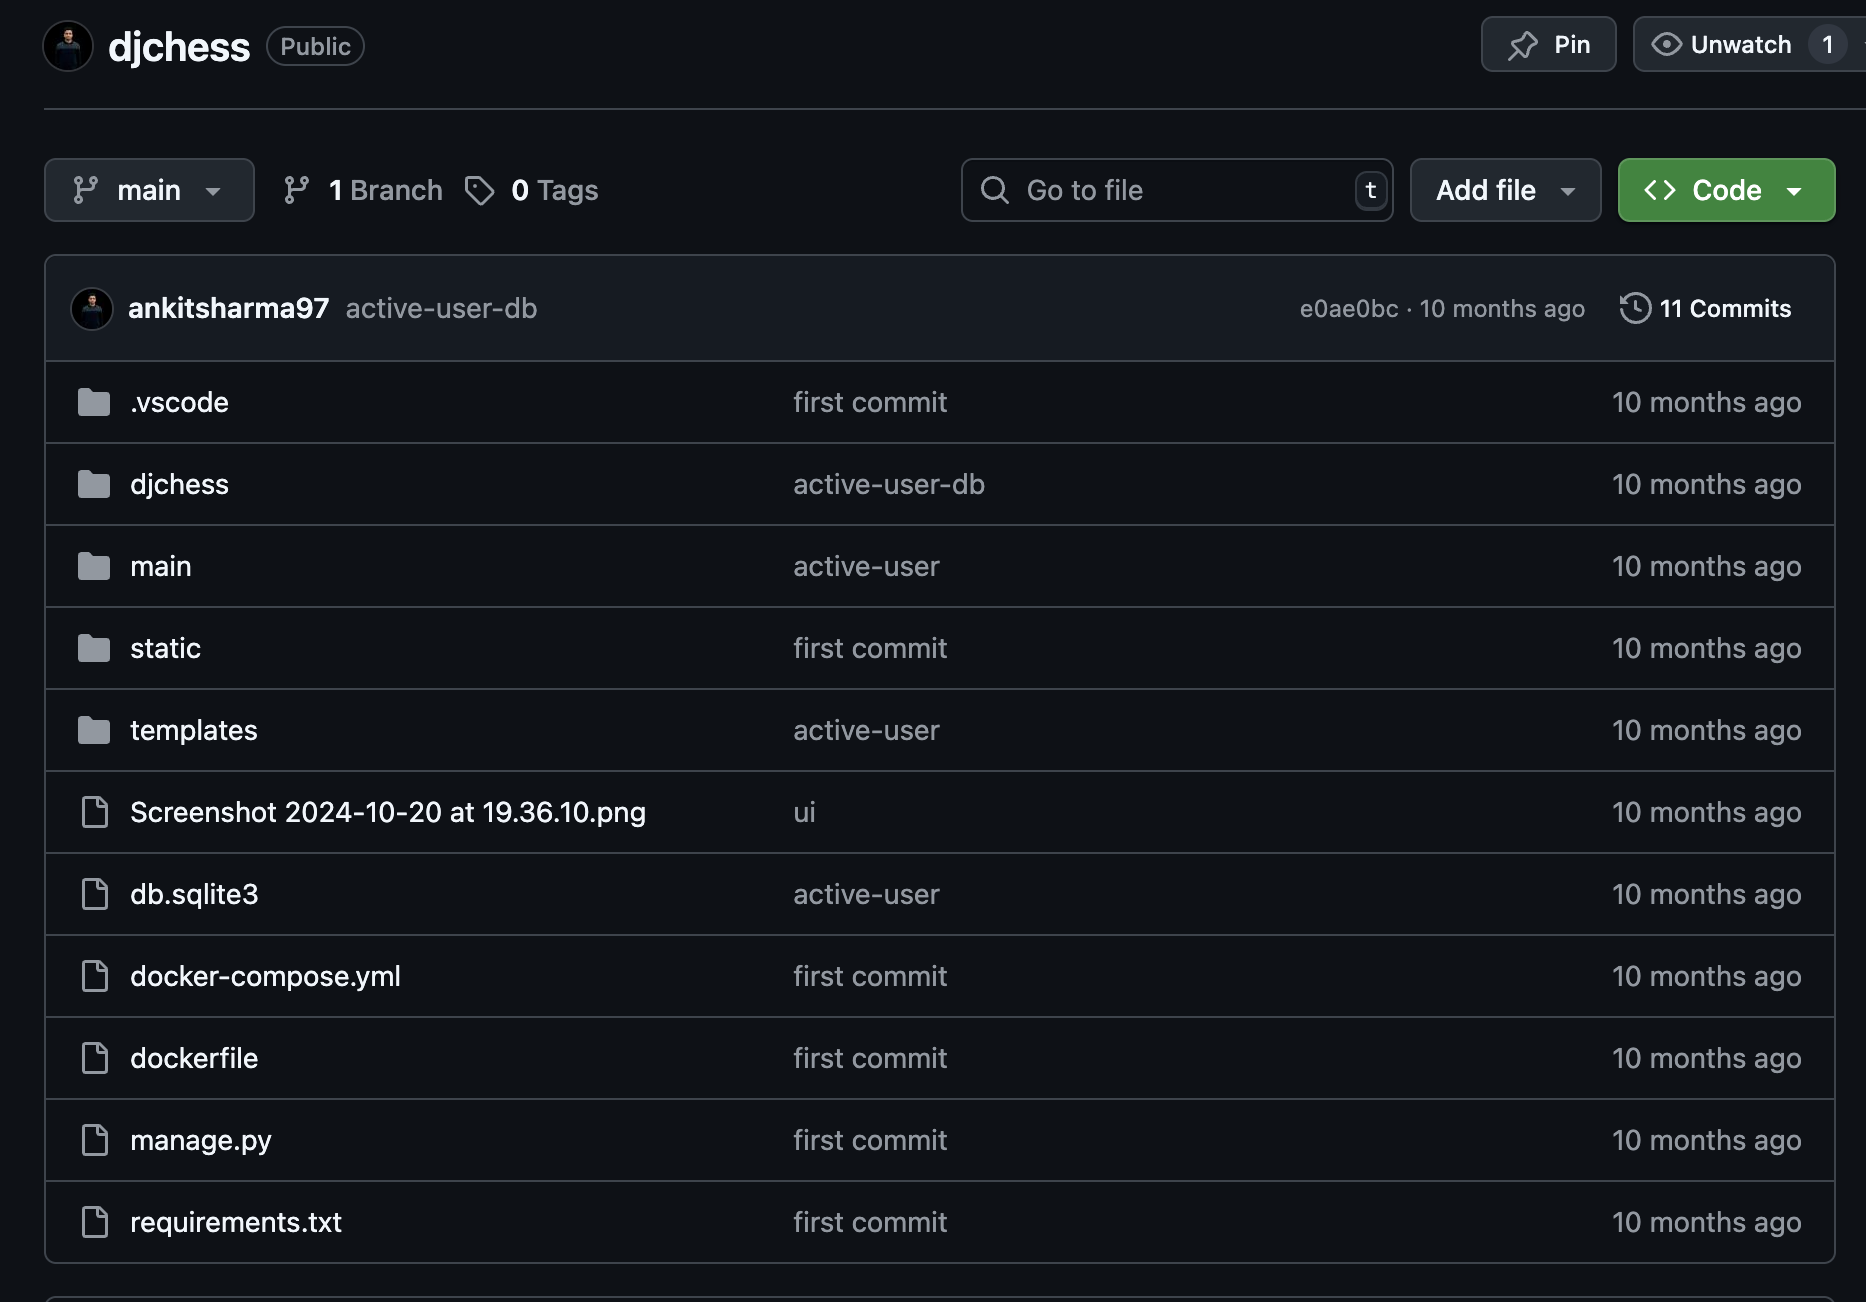 djchess Public Pin Unwatch 1
main 1 Branch 0 Tags Go to file t Add file Code
ankitsharma97 active-user-db e0ae0bc · 10 months ago 11 Commits
.vscode first commit 10 months ago
djchess active-user-db 10 months ago
main active-user 10 months ago
static first commit 10 months ago
templates active-user 10 months ago
Screenshot 2024-10-20 at 19.36.10.png ui 10 months ago
db.sqlite3 active-user 10 months ago
docker-compose.yml first commit 10 months ago
dockerfile first commit 10 months ago
manage.py first commit 10 months ago
requirements.txt first commit 10 months ago